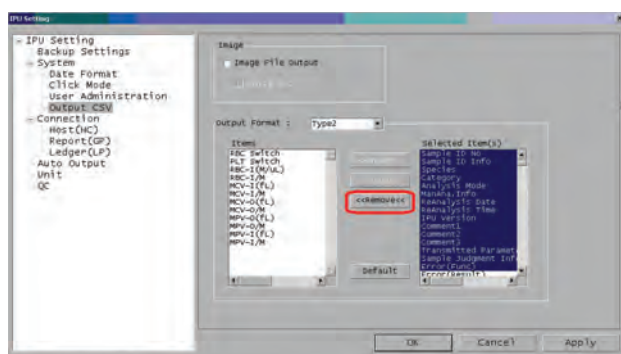 IPU Setting
IPU Setting
Backup Settings
System
Date Format
Click Mode
User Administration
Output CSV
Connection
Host(HC)
Report(GP)
Ledger(LP)
Auto Output
Unit
QC
Image
Image File Output
Output Format :
Type2
Items
RBC Switch
PLT Switch
RBC-I(M/uL)
RBC-I/M
MCV-I(fL)
MCV-I/M
MCV-O(fL)
MCV-O/M
MPV-O(fL)
MPV-O/M
MPV-I(fL)
MPV-I/M
<<Remove<<
Default
Selected Item(s)
Sample ID No
Sample ID Info
Species
Category
Analysis Mode
ManAna.Info
ReAnalysis Date
ReAnalysis Time
IPU Version
Comment1
Comment2
Comment3
Transmitted Paramet
Sample Judgment Inf
Error(Func)
Error(Result)
OK
Cancel
Apply